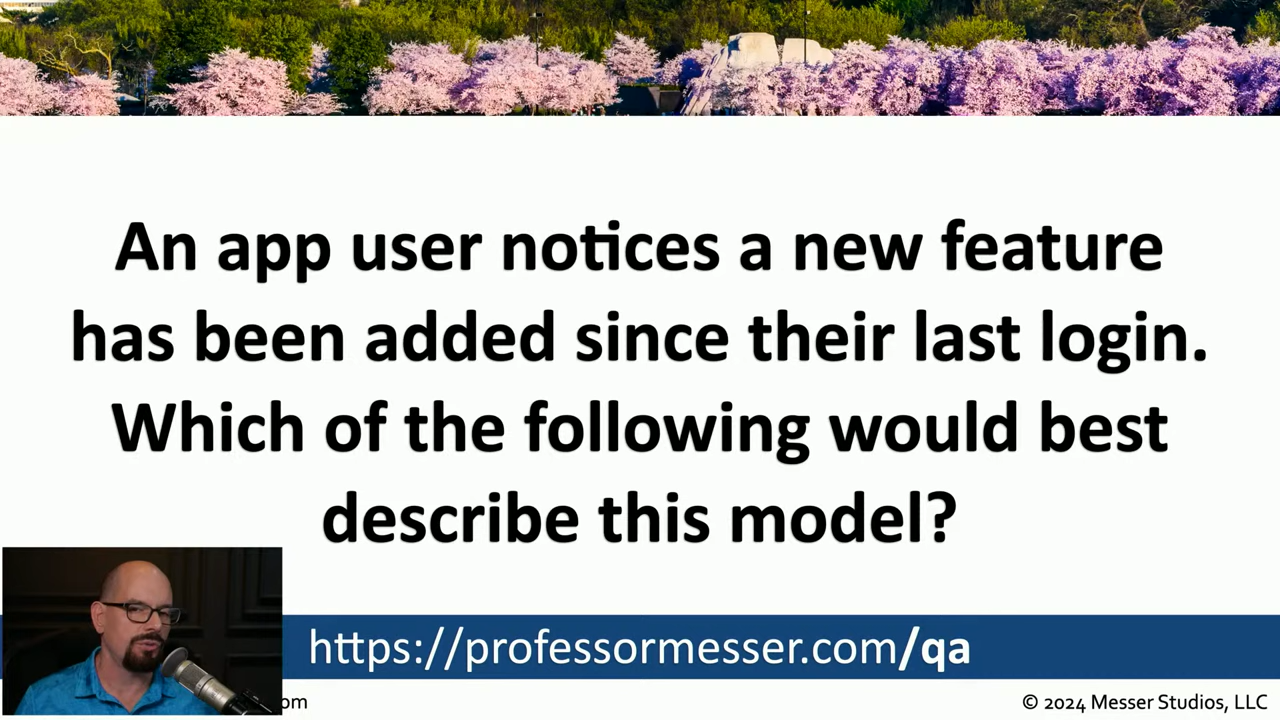 An app user notices a new feature
has been added since their last login.
Which of the following would best
describe this model?
https://professormesser.com/qa
om
© 2024 Messer Studios, LLC